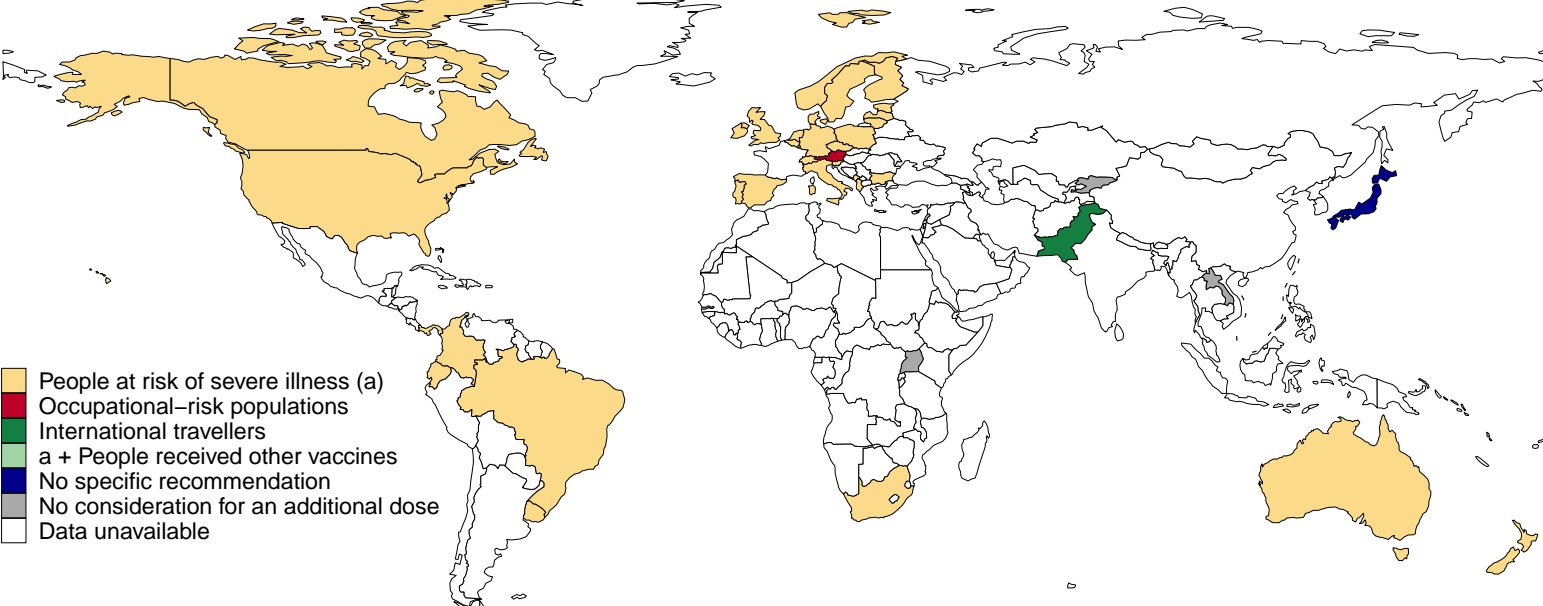 People at risk of severe illness (a)
Occupational−risk populations
International travellers
a + People received other vaccines
No specific recommendation
No consideration for an additional dose
Data unavailable